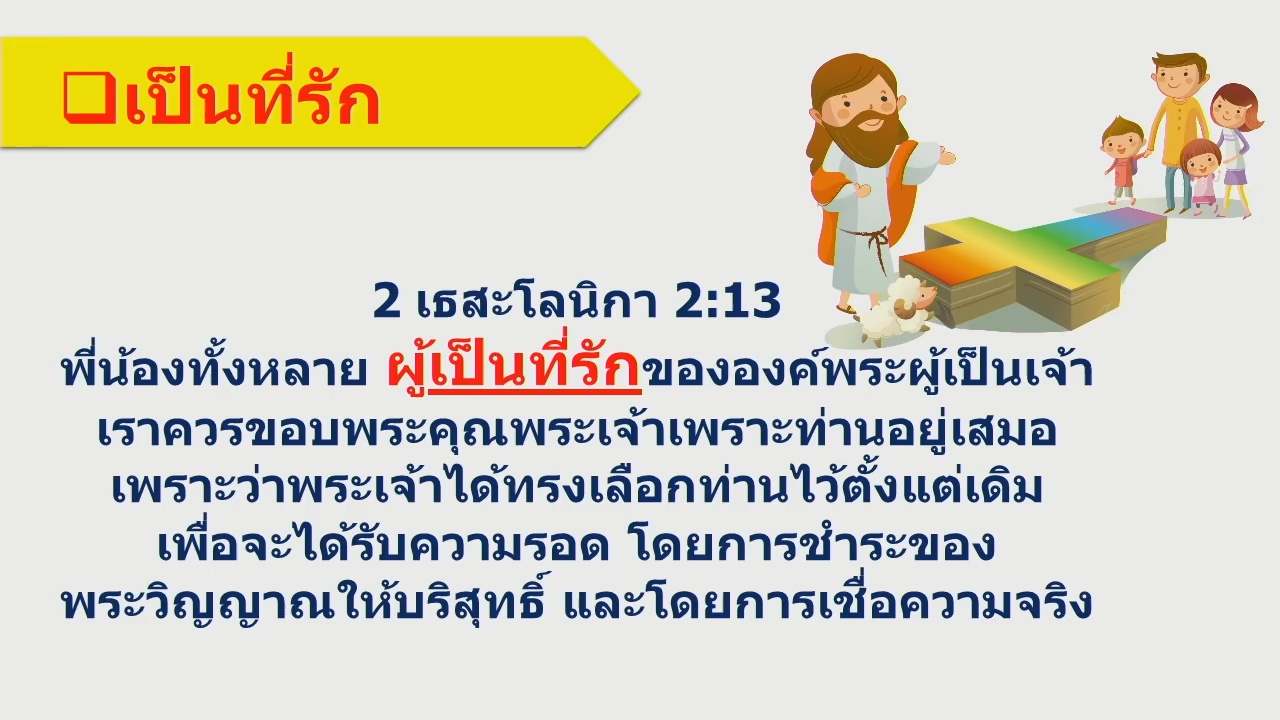 ❑เป็นที่รัก
2 เธสะโลนิกา 2:13
พี่น้องทั้งหลาย ผู้เป็นที่รักขององค์พระผู้เป็นเจ้า
เราควรขอบพระคุณพระเจ้าเพราะท่านอยู่เสมอ
เพราะว่าพระเจ้าได้ทรงเลือกท่านไว้ตั้งแต่เดิม
เพื่อจะได้รับความรอด โดยการชำระของ
พระวิญญาณให้บริสุทธิ์ และโดยการเชื่อความจริง